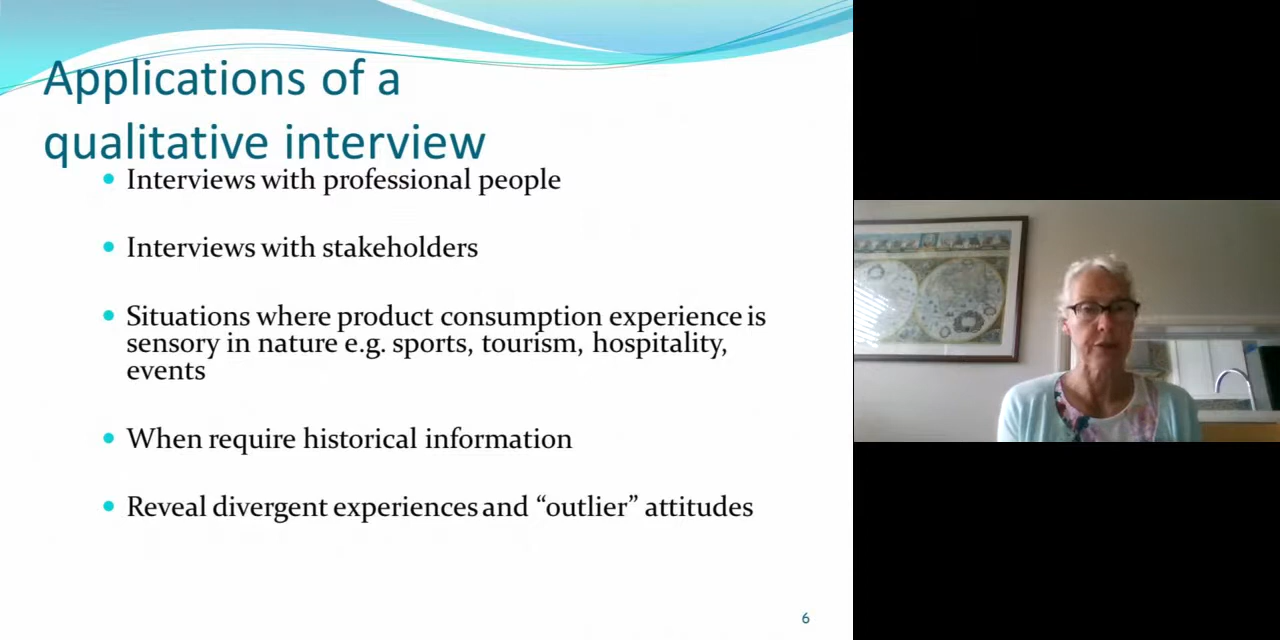 Applications of a
qualitative interview
Interviews with professional people
Interviews with stakeholders
Situations where product consumption experience is
sensory in nature e.g. sports, tourism, hospitality,
events
When require historical information
Reveal divergent experiences and “outlier” attitudes
6